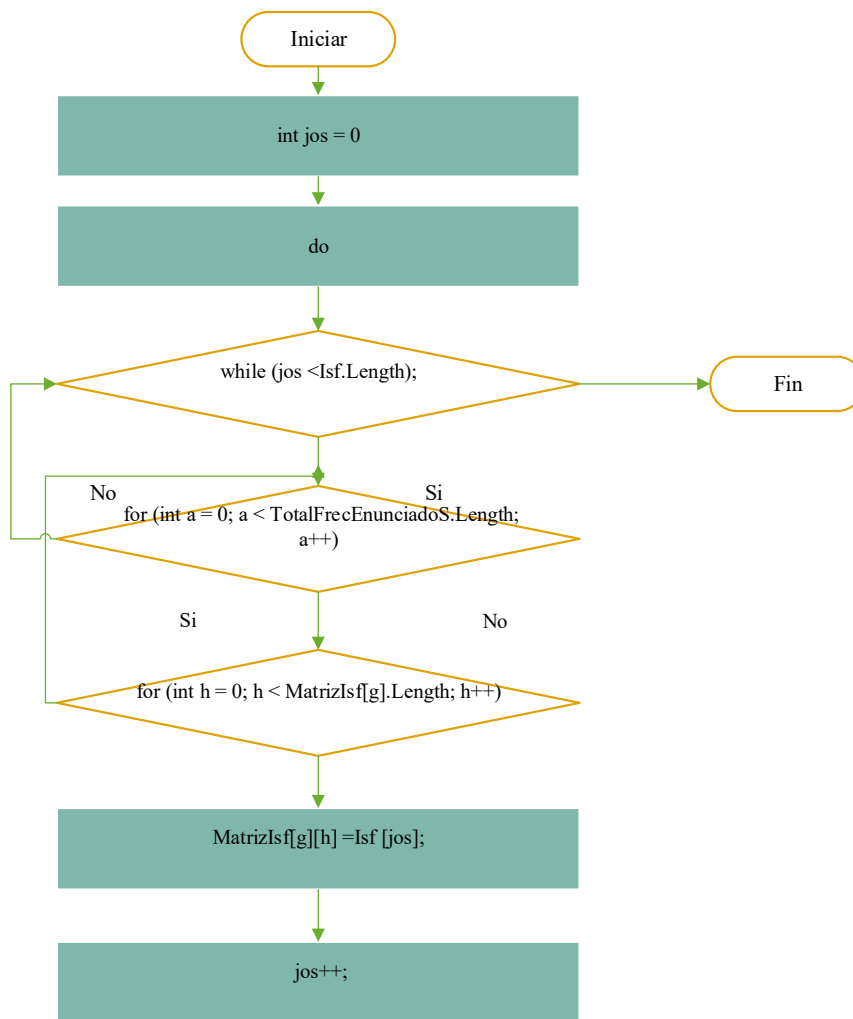 Iniciar
int jos = 0
do
while (jos <Isf.Length);
Fin
No
Si
for (int a = 0; a < TotalFrecEnunciadoS.Length;
a++)
Si
No
for (int h = 0; h < MatrizIsf[g].Length; h++)
MatrizIsf[g][h] =Isf [jos];
jos++;